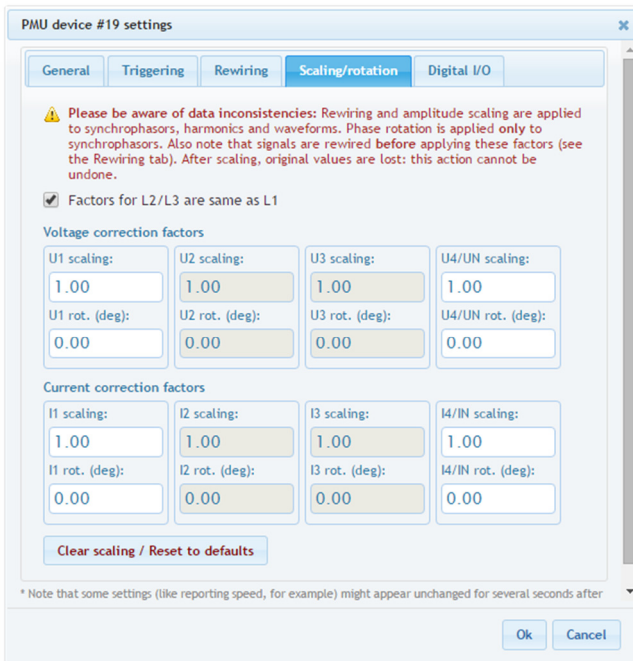 PMU device #19 settings
General Triggering Rewiring Scaling/rotation Digital I/O
Please be aware of data inconsistencies: Rewiring and amplitude scaling are applied
to synchrophasors, harmonics and waveforms. Phase rotation is applied only to
synchrophasors. Also note that signals are rewired before applying these factors (see
the Rewiring tab). After scaling, original values are lost: this action cannot be
undone.
Factors for L2/L3 are same as L1
Voltage correction factors
U1 scaling: U2 scaling: U3 scaling: U4/UN scaling:
1.00 1.00 1.00 1.00
U1 rot. (deg): U2 rot. (deg): U3 rot. (deg): U4/UN rot. (deg):
0.00 0.00 0.00 0.00
Current correction factors
I1 scaling: I2 scaling: I3 scaling: I4/IN scaling:
1.00 1.00 1.00 1.00
I1 rot. (deg): I2 rot. (deg): I3 rot. (deg): I4/IN rot. (deg):
0.00 0.00 0.00 0.00
Clear scaling / Reset to defaults
* Note that some settings (like reporting speed, for example) might appear unchanged for several seconds after
Ok Cancel